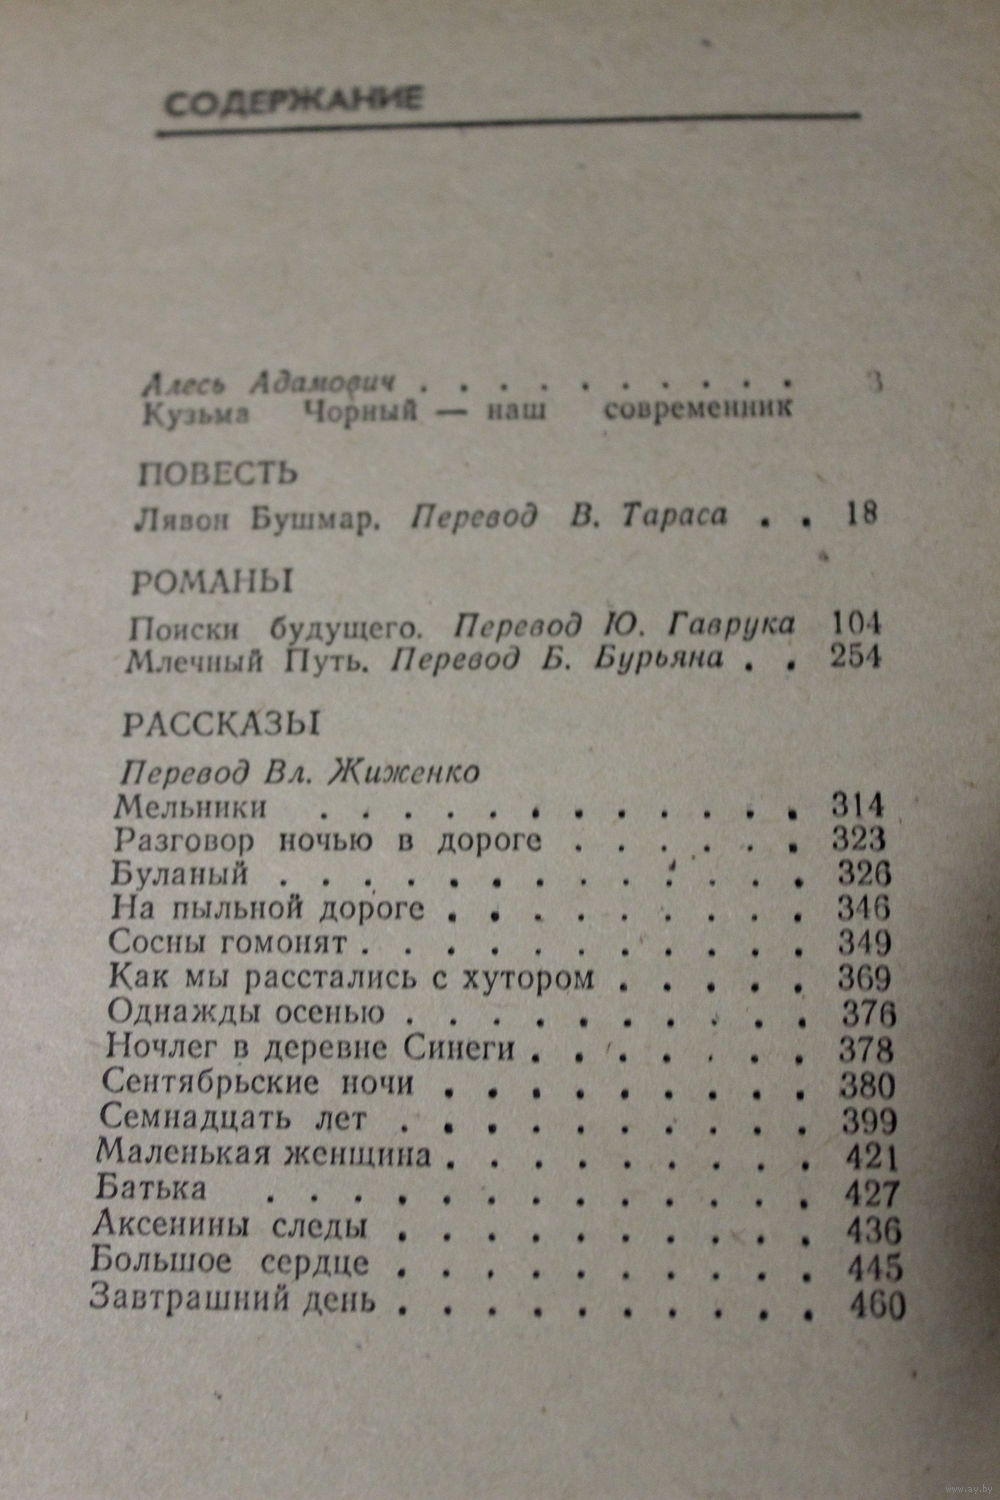 СОДЕРЖАНИЕ
Алесь Адамович . . . . . . . . . . 3
Кузьма Чорный — наш современник
ПОВЕСТЬ
Лявон Бушмар. Перевод В. Тараса . . 18
РОМАНЫ
Поиски будущего. Перевод Ю. Гаврука 104
Млечный Путь. Перевод Б. Бурьяна . . 254
РАССКАЗЫ
Перевод Вл. Жиженко
Мельники . . . . . . . . . . . . 314
Разговор ночью в дороге . . . . . . 323
Буланый . . . . . . . . . . . . . 326
На пыльной дороге . . . . . . . . . 346
Сосны гомонят . . . . . . . . . . . 349
Как мы расстались с хутором . . . . . 369
Однажды осенью . . . . . . . . . . 376
Ночлег в деревне Синеги . . . . . . . 378
Сентябрьские ночи . . . . . . . . . 380
Семнадцать лет . . . . . . . . . . 399
Маленькая женщина . . . . . . . . . 421
Батька . . . . . . . . . . . . . 427
Аксенины следы . . . . . . . . . . 436
Большое сердце . . . . . . . . . . 445
Завтрашний день . . . . . . . . . . 460
www.ay.by